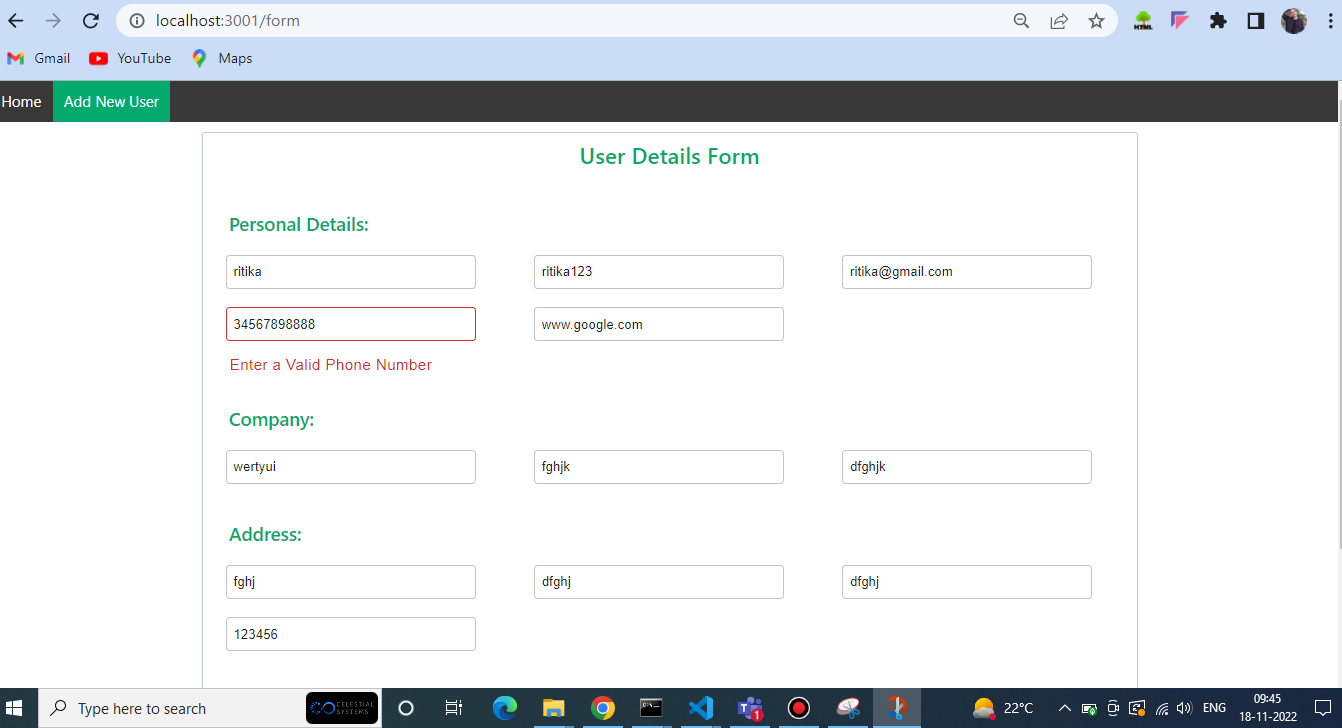 localhost:3001/form
HTML
Gmail YouTube Maps
Home Add New User
User Details Form
Personal Details:
ritika ritika123 ritika@gmail.com
34567898888 www.google.com
Enter a Valid Phone Number
Company:
wertyui fghjk dfghjk
Address:
fghj dfghj dfghj
123456
Type here to search CELESTIAL SYSTEMS 1 22°C ENG 09:45
18-11-2022